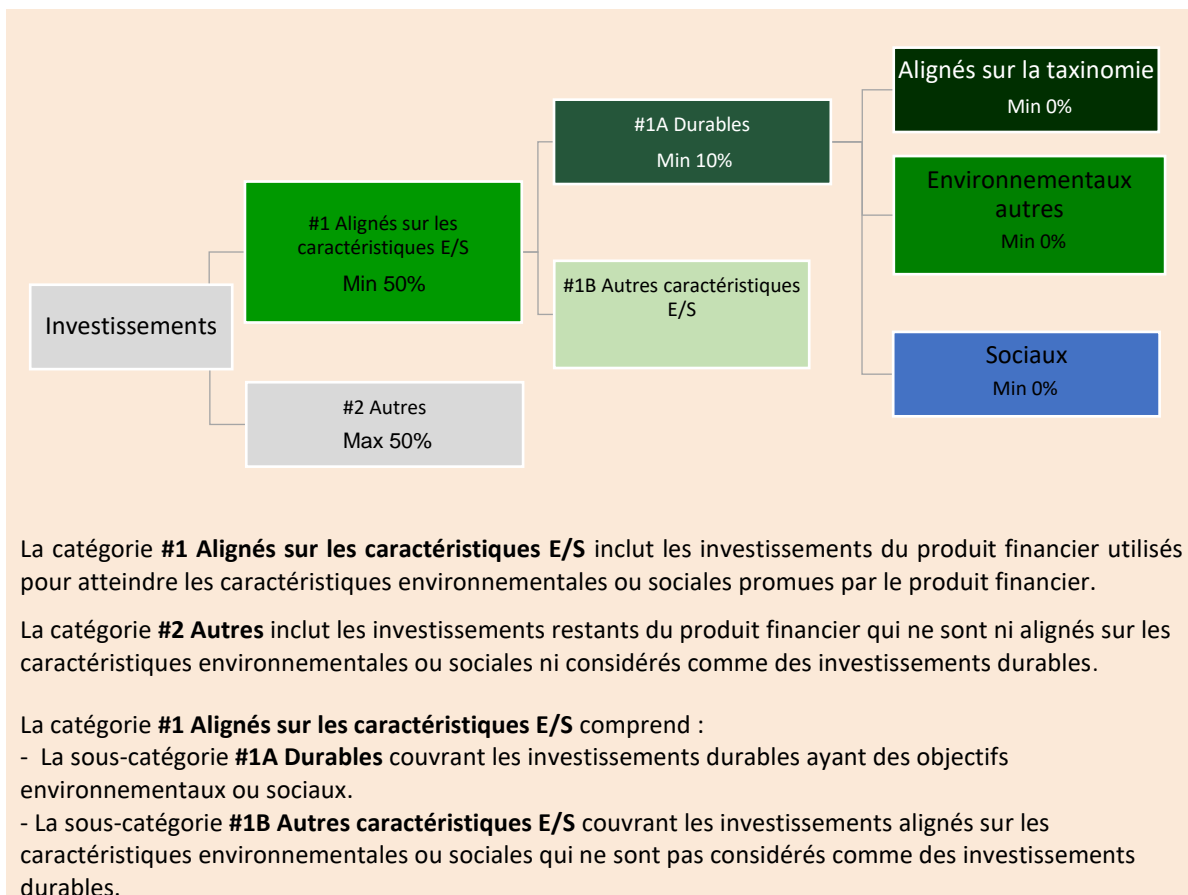 Alignés sur la taxinomie
Min 0%
#1A Durables
Min 10%
Environnementaux
autres
Min 0%
#1 Alignés sur les
caractéristiques E/S
Min 50%
#1B Autres caractéristiques
E/S
Investissements
Sociaux
Min 0%
#2 Autres
Max 50%
La catégorie #1 Alignés sur les caractéristiques E/S inclut les investissements du produit financier utilisés
pour atteindre les caractéristiques environnementales ou sociales promues par le produit financier.
La catégorie #2 Autres inclut les investissements restants du produit financier qui ne sont ni alignés sur les
caractéristiques environnementales ou sociales ni considérés comme des investissements durables.
La catégorie #1 Alignés sur les caractéristiques E/S comprend :
- La sous-catégorie #1A Durables couvrant les investissements durables ayant des objectifs
environnementaux ou sociaux.
- La sous-catégorie #1B Autres caractéristiques E/S couvrant les investissements alignés sur les
caractéristiques environnementales ou sociales qui ne sont pas considérés comme des investissements
durables.